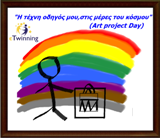 "Η τέχνη οδηγός μου,στις μέρες του κόσμου"
(Art project Day)
eTwinning